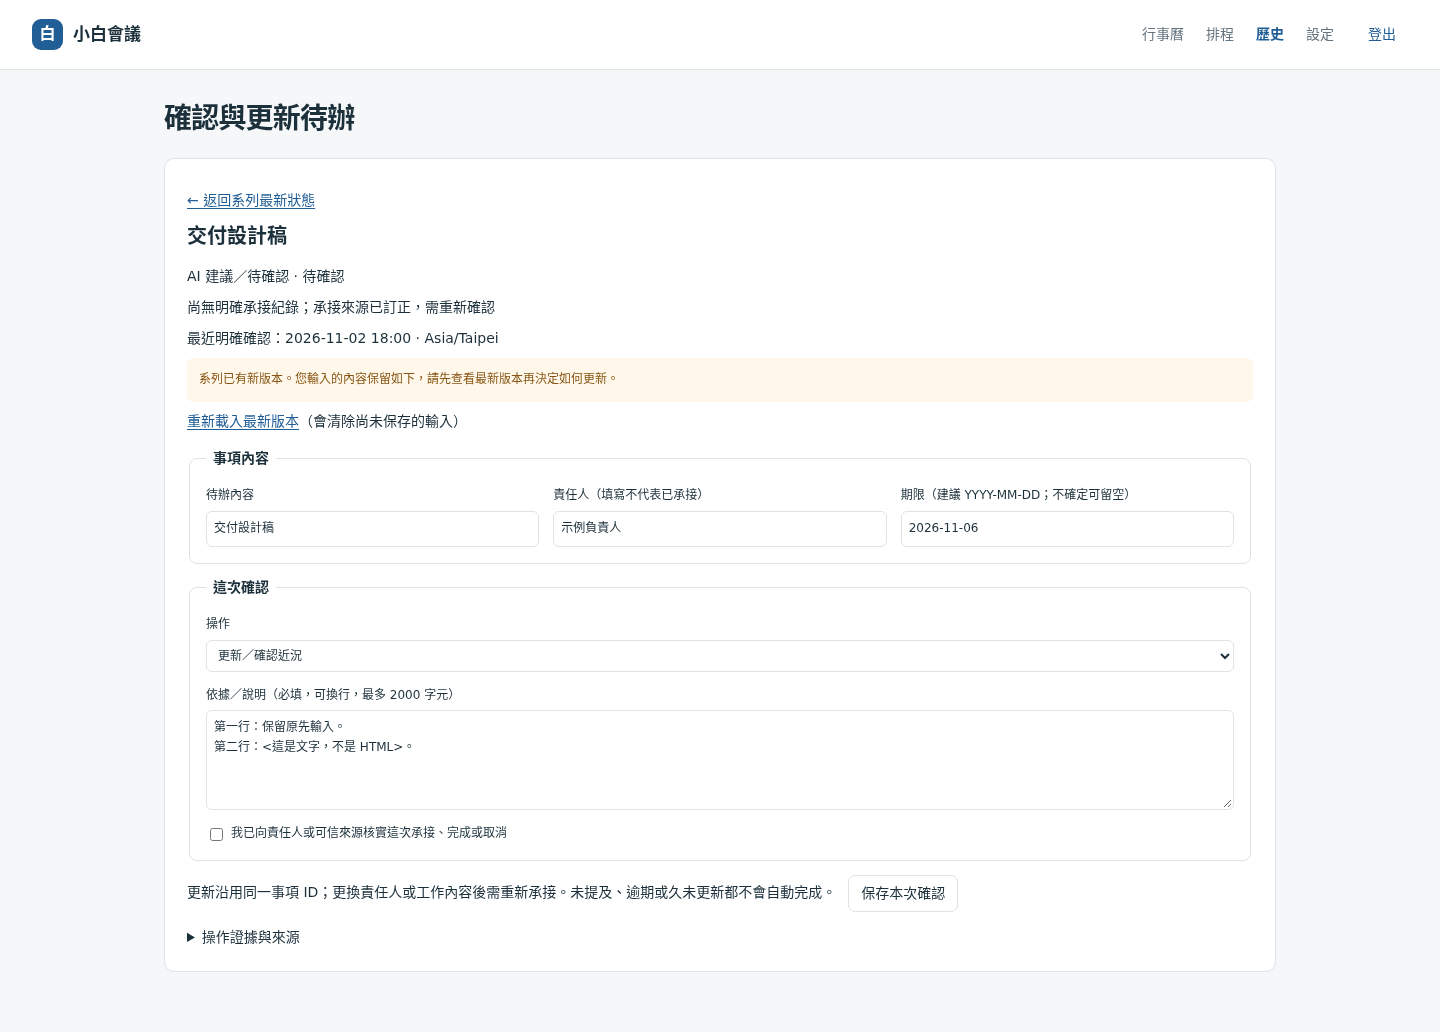 白 小白會議
行事曆 排程 歷史 設定 登出
確認與更新待辦
← 返回系列最新狀態
交付設計稿
AI 建議／待確認 · 待確認
尚無明確承接紀錄；承接來源已訂正，需重新確認
最近明確確認：2026-11-02 18:00 · Asia/Taipei
系列已有新版本。您輸入的內容保留如下，請先查看最新版本再決定如何更新。
重新載入最新版本（會清除尚未保存的輸入）
事項內容
待辦內容
交付設計稿
責任人（填寫不代表已承接）
示例負責人
期限（建議 YYYY-MM-DD；不確定可留空）
2026-11-06
這次確認
操作
更新／確認近況
依據／說明（必填，可換行，最多 2000 字元）
第一行：保留原先輸入。
第二行：<這是文字，不是 HTML>。
我已向責任人或可信來源核實這次承接、完成或取消
更新沿用同一事項 ID；更換責任人或工作內容後需重新承接。未提及、逾期或久未更新都不會自動完成。 保存本次確認
▶ 操作證據與來源